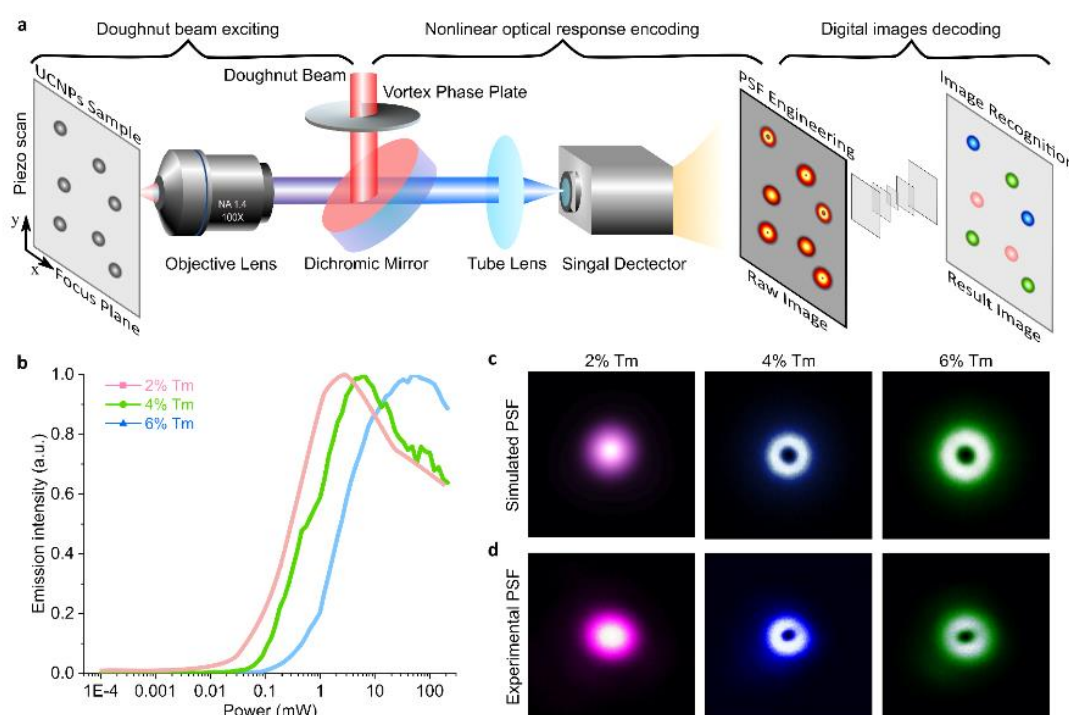 a
Doughnut beam exciting
Nonlinear optical response encoding
Digital images decoding
Doughnut Beam
Vortex Phase Plate
UCNPs Sample
Piezo scan
y
x
Focus Plane
NA 1.4
100X
Objective Lens
Dichromic Mirror
Tube Lens
Singal Dectector
PSF Engineering
Raw Image
Image Recognition
Result Image
b
2% Tm
4% Tm
6% Tm
Emission intensity (a.u.)
1.0
0.8
0.6
0.4
0.2
0.0
1E-4 0.001 0.01 0.1 1 10 100
Power (mW)
c
2% Tm 4% Tm 6% Tm
Simulated PSF
d
Experimental PSF